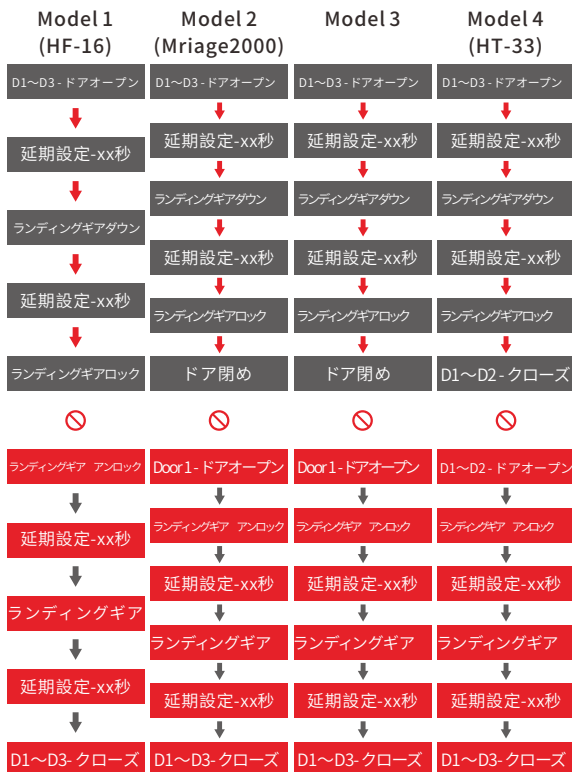 Model 1
(HF-16)
D1～D3 - ドアオープン
延期設定-xx秒
ランディングギアダウン
延期設定-xx秒
ランディングギアロック
ランディングギア　アンロック
延期設定-xx秒
ランディングギア
延期設定-xx秒
D1～D3- クローズ
Model 2
(Mriage2000)
D1～D3 - ドアオープン
延期設定-xx秒
ランディングギアダウン
延期設定-xx秒
ランディングギアロック
ドア閉め
Door1 - ドアオープン
ランディングギア　アンロック
延期設定-xx秒
ランディングギア
延期設定-xx秒
D1～D3- クローズ
Model 3
D1～D3 - ドアオープン
延期設定-xx秒
ランディングギアダウン
延期設定-xx秒
ランディングギアロック
ドア閉め
Door1 - ドアオープン
ランディングギア　アンロック
延期設定-xx秒
ランディングギア
延期設定-xx秒
D1～D3- クローズ
Model 4
(HT-33)
D1～D3 - ドアオープン
延期設定-xx秒
ランディングギアダウン
延期設定-xx秒
ランディングギアロック
D1～D2 - クローズ
D1～D2 - ドアオープン
ランディングギア　アンロック
延期設定-xx秒
ランディングギア
延期設定-xx秒
D1～D3- クローズ